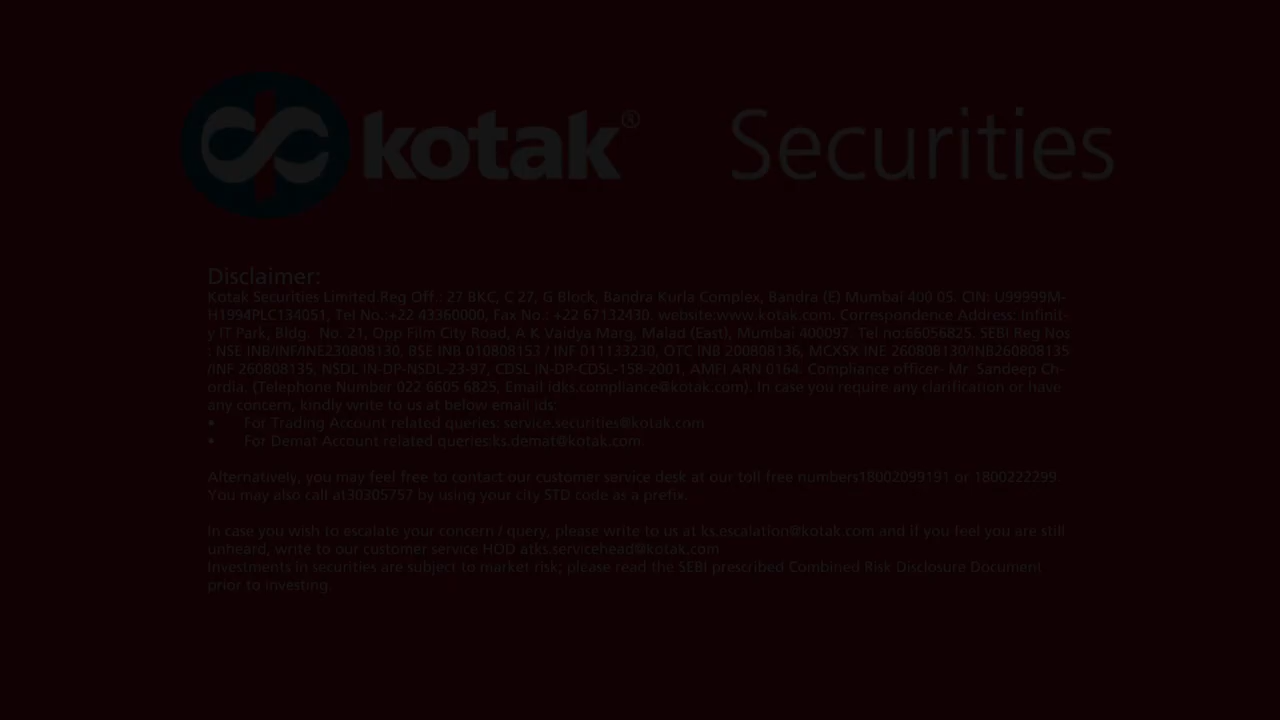 kotak® Securities
Disclaimer:
Kotak Securities Limited.Reg Off.: 27 BKC, C 27, G Block, Bandra Kurla Complex, Bandra (E) Mumbai 400 05. CIN: U99999M-
H1994PLC134051, Tel No.:+22 43360000, Fax No.: +22 67132430. website:www.kotak.com. Correspondence Address: Infinit-
y IT Park, Bldg. No. 21, Opp Film City Road, A K Vaidya Marg, Malad (East), Mumbai 400097. Tel no:66056825. SEBI Reg Nos
: NSE INB/INF/INE230808130, BSE INB 010808153 / INF 011133230, OTC INB 200808136, MCXSX INE 260808130/INB260808135
/INF 260808135, NSDL IN-DP-NSDL-23-97, CDSL IN-DP-CDSL-158-2001, AMFI ARN 0164. Compliance officer- Mr. Sandeep Ch-
ordia. (Telephone Number 022 6605 6825, Email idks.compliance@kotak.com). In case you require any clarification or have
any concern, kindly write to us at below email ids:
• For Trading Account related queries: service.securities@kotak.com
• For Demat Account related queries:ks.demat@kotak.com
Alternatively, you may feel free to contact our customer service desk at our toll free numbers18002099191 or 1800222299.
You may also call at30305757 by using your city STD code as a prefix.
In case you wish to escalate your concern / query, please write to us at ks.escalation@kotak.com and if you feel you are still
unheard, write to our customer service HOD atks.servicehead@kotak.com
Investments in securities are subject to market risk; please read the SEBI prescribed Combined Risk Disclosure Document
prior to investing.